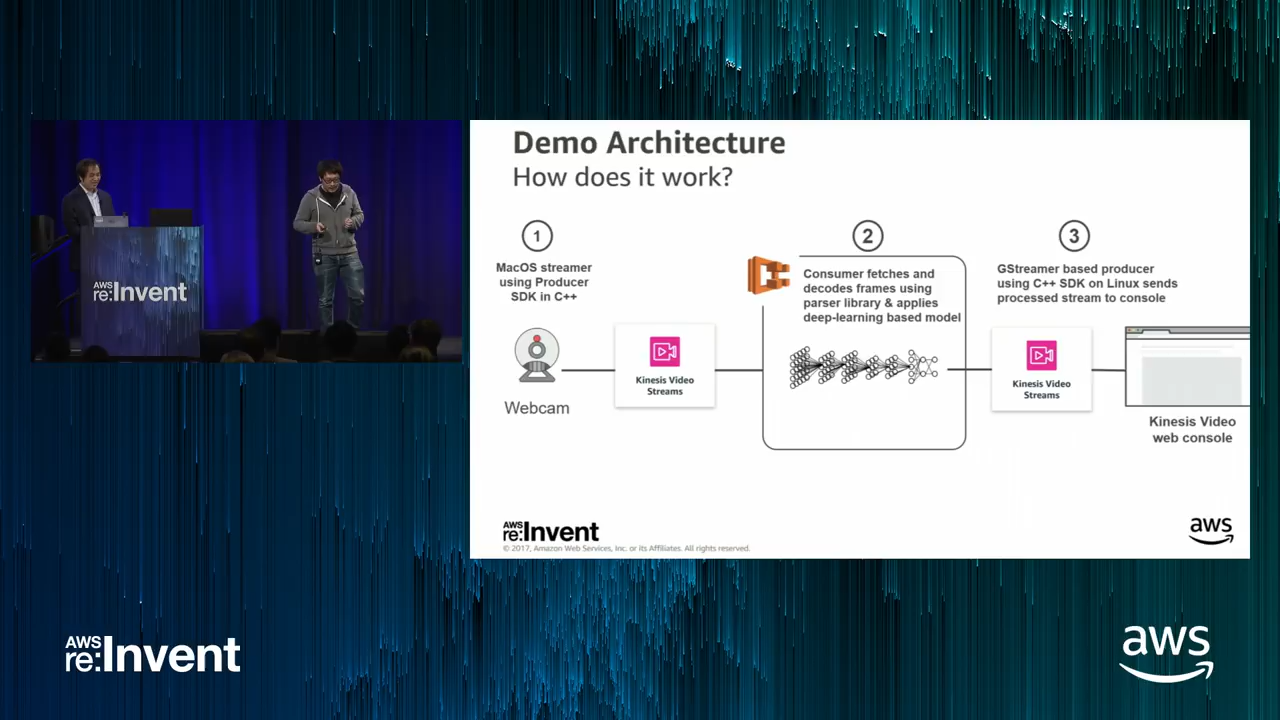 Demo Architecture
How does it work?
1
2
3
MacOS streamer
using Producer
SDK in C++
Consumer fetches and
decodes frames using
parser library & applies
deep-learning based model
GStreamer based producer
using C++ SDK on Linux sends
processed stream to console
Webcam
Kinesis Video
Streams
Kinesis Video
Streams
Kinesis Video
web console
AWS
re:Invent
© 2017, Amazon Web Services, Inc. or its Affiliates. All rights reserved.
aws
AWS
re:Invent
AWS
re:Invent
aws